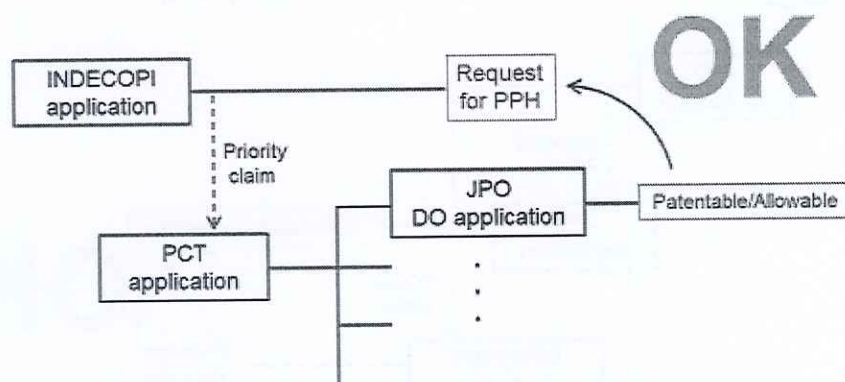 OK
INDECOPI
application
Request
for PPH
Priority
claim
JPO
DO application
Patentable/Allowable
PCT
application